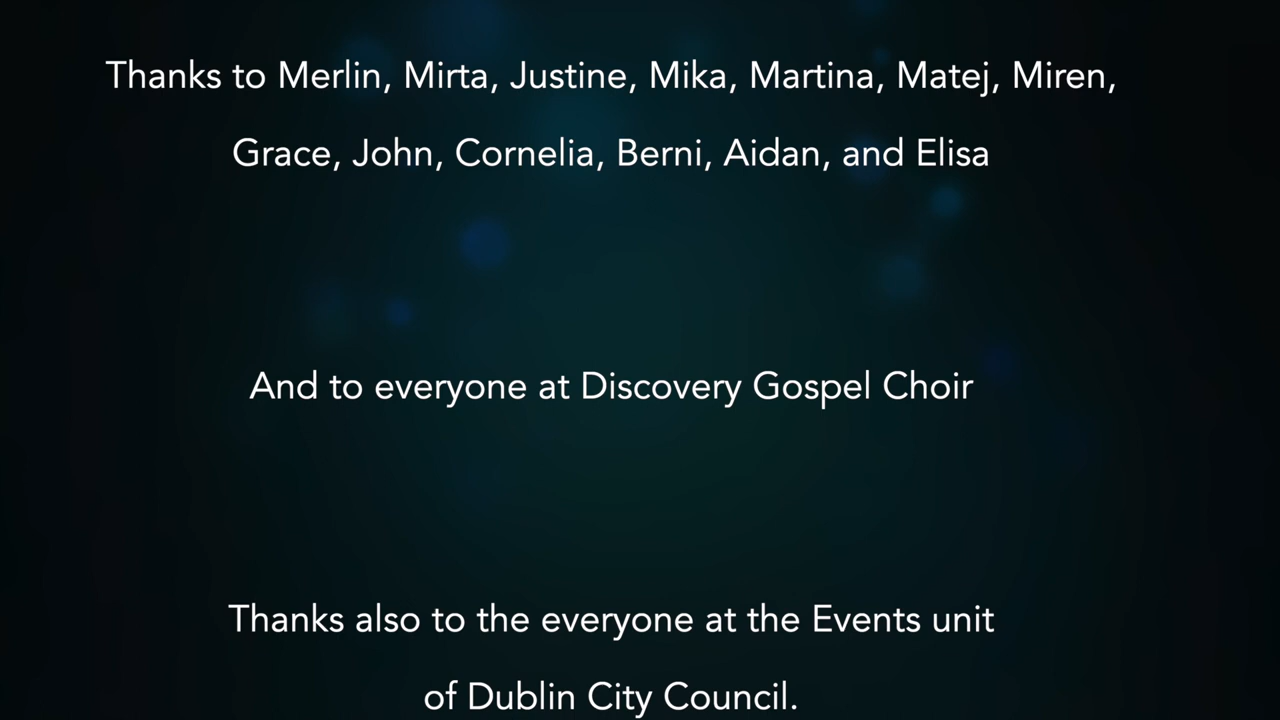 Thanks to Merlin, Mirta, Justine, Mika, Martina, Matej, Miren,
Grace, John, Cornelia, Berni, Aidan, and Elisa
And to everyone at Discovery Gospel Choir
Thanks also to the everyone at the Events unit
of Dublin City Council.